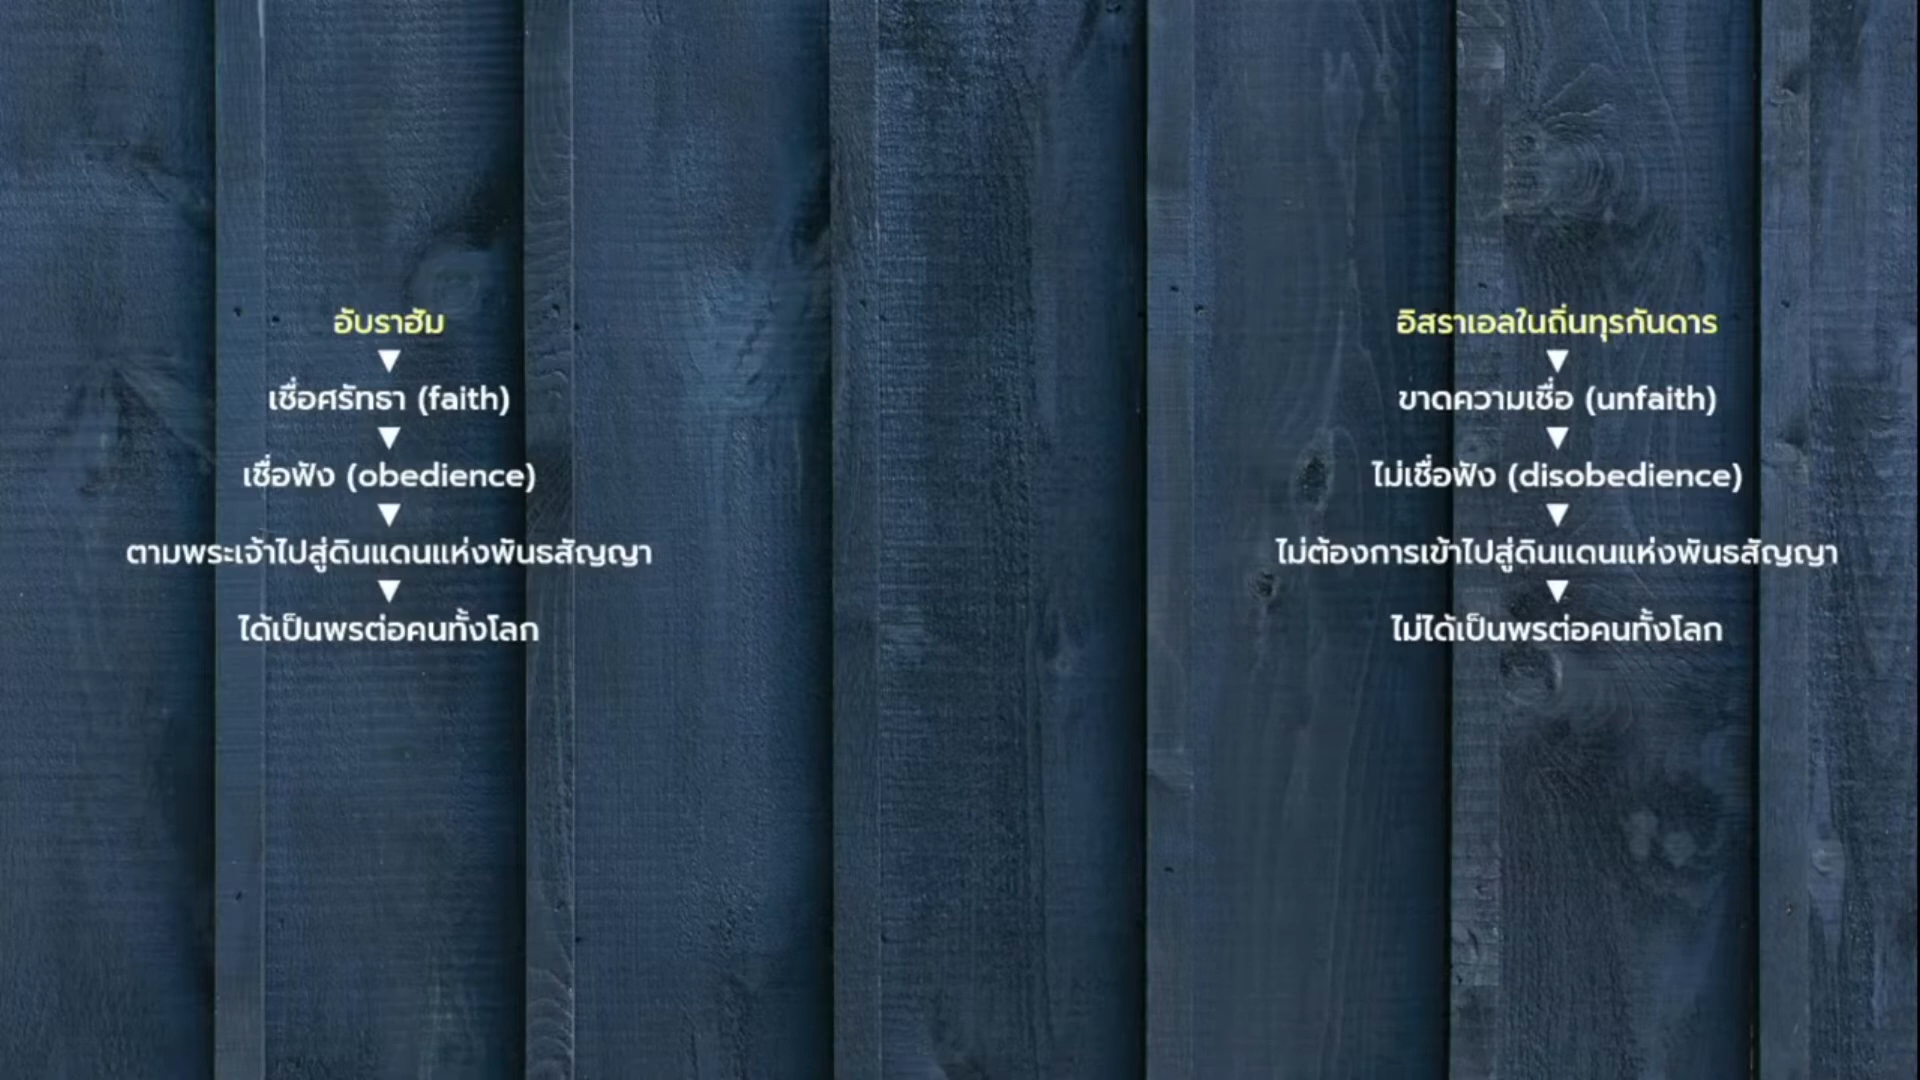 อับราฮัม
▼
เชื่อศรัทธา (faith)
▼
เชื่อฟัง (obedience)
▼
ตามพระเจ้าไปสู่ดินแดนแห่งพันธสัญญา
▼
ได้เป็นพรต่อคนทั้งโลก
อิสราเอลในถิ่นทุรกันดาร
▼
ขาดความเชื่อ (unfaith)
▼
ไม่เชื่อฟัง (disobedience)
▼
ไม่ต้องการเข้าไปสู่ดินแดนแห่งพันธสัญญา
▼
ไม่ได้เป็นพรต่อคนทั้งโลก